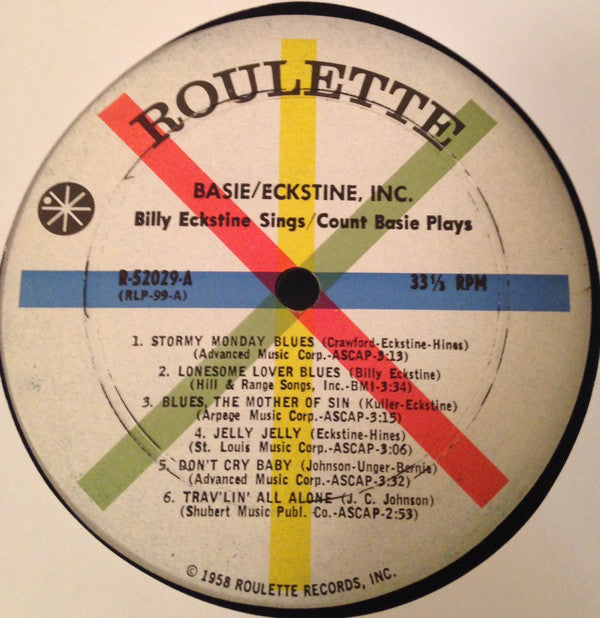 ROULETTE
BASIE/ECKSTINE, INC.
Billy Eckstine Sings/Count Basie Plays
R-52029-A 33⅓ RPM
(RLP-99-A)
1. STORMY MONDAY BLUES (Crawford-Eckstine-Hines)
(Advanced Music Corp.-ASCAP-3:13)
2. LONESOME LOVER BLUES (Billy Eckstine)
(Hill & Range Songs, Inc.-BMI-3:34)
3. BLUES, THE MOTHER OF SIN (Kuller-Eckstine)
(Arpege Music Corp.-ASCAP-3:15)
4. JELLY JELLY (Eckstine-Hines)
(St. Louis Music Corp.-ASCAP-3:06)
5. DON'T CRY BABY (Johnson-Unger-Bernie)
(Advanced Music Corp.-ASCAP-3:32)
6. TRAV'LIN' ALL ALONE (J. C. Johnson)
(Shubert Music Publ. Co.-ASCAP-2:53)
© 1958 ROULETTE RECORDS, INC.